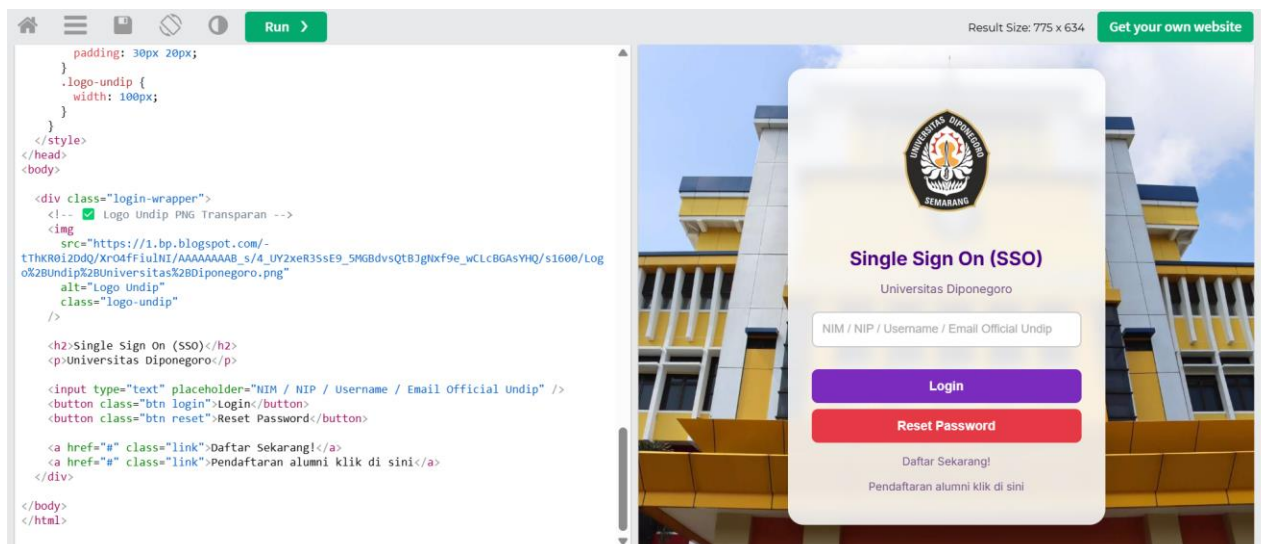 Run ❯
Result Size: 775 x 634
Get your own website
padding: 30px 20px;
}
.logo-undip {
width: 100px;
}
}
</style>
</head>
<body>
<div class="login-wrapper">
<!-- ✅ Logo Undip PNG Transparan -->
<img
src="https://1.bp.blogspot.com/-
tThKR0i2DdQ/XrO4fFiulNI/AAAAAAAAB_s/4_UY2xeR3SsE9_5MGBdvsQtBJgNxf9e_wCLcBGAsYHQ/s1600/Log
o%2BUndip%2BUniversitas%2BDiponegoro.png"
alt="Logo Undip"
class="logo-undip"
/>
<h2>Single Sign On (SSO)</h2>
<p>Universitas Diponegoro</p>
<input type="text" placeholder="NIM / NIP / Username / Email Official Undip" />
<button class="btn login">Login</button>
<button class="btn reset">Reset Password</button>
<a href="#" class="link">Daftar Sekarang!</a>
<a href="#" class="link">Pendaftaran alumni klik di sini</a>
</div>
</body>
</html>
UNIVERSITAS DIPONEGORO
SEMARANG
Single Sign On (SSO)
Universitas Diponegoro
NIM / NIP / Username / Email Official Undip
Login
Reset Password
Daftar Sekarang!
Pendaftaran alumni klik di sini